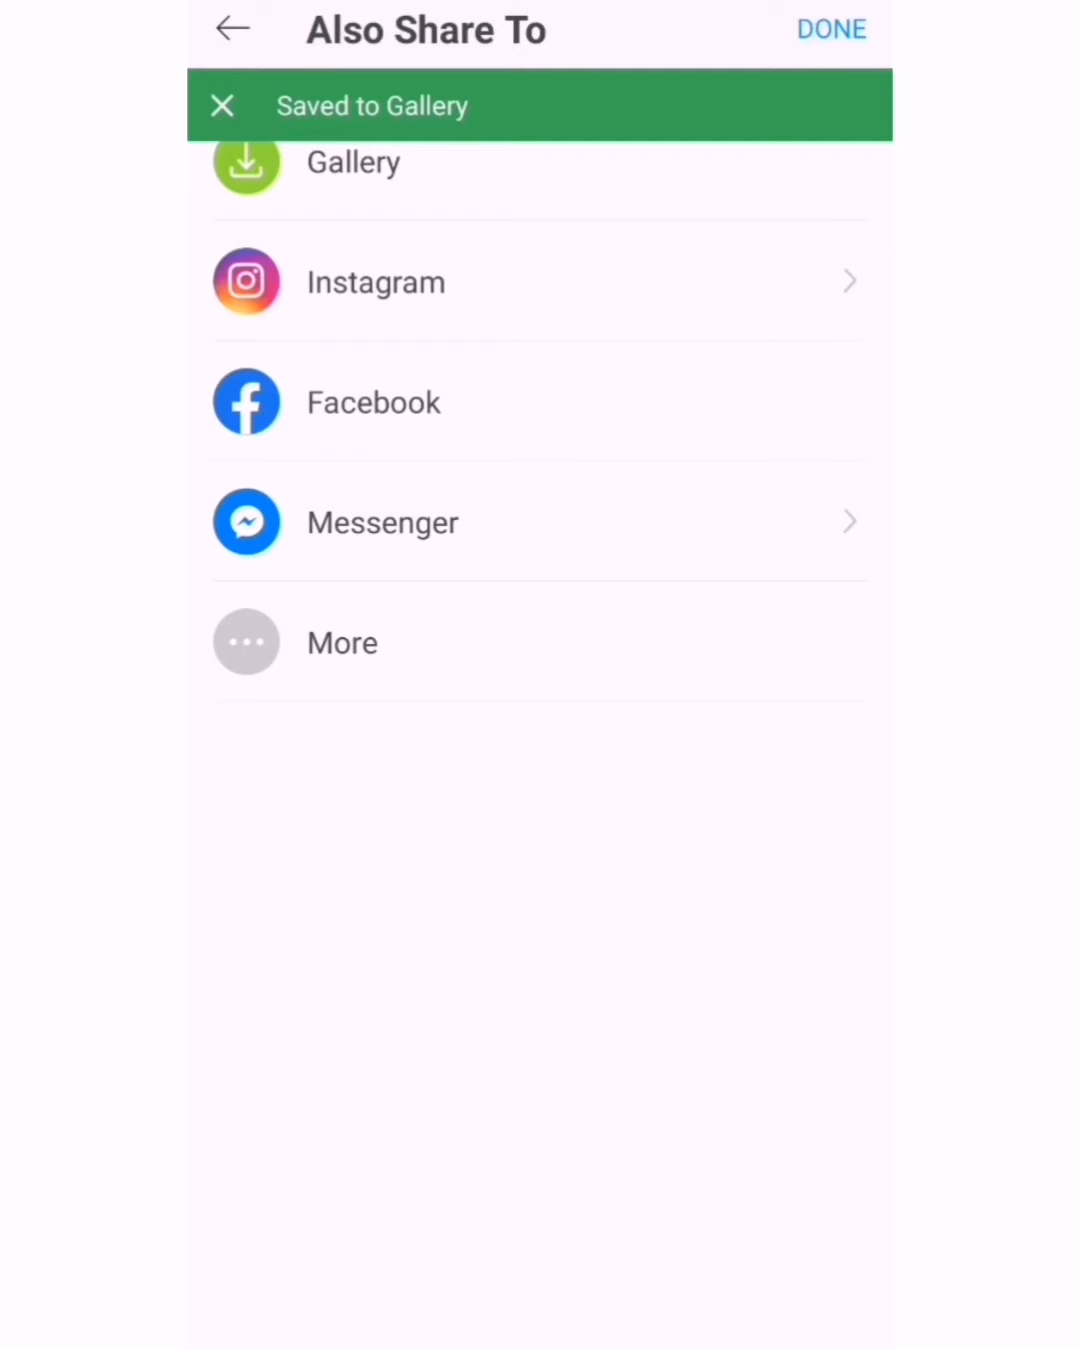 Also Share To
DONE
Saved to Gallery
Gallery
Instagram
Facebook
Messenger
More